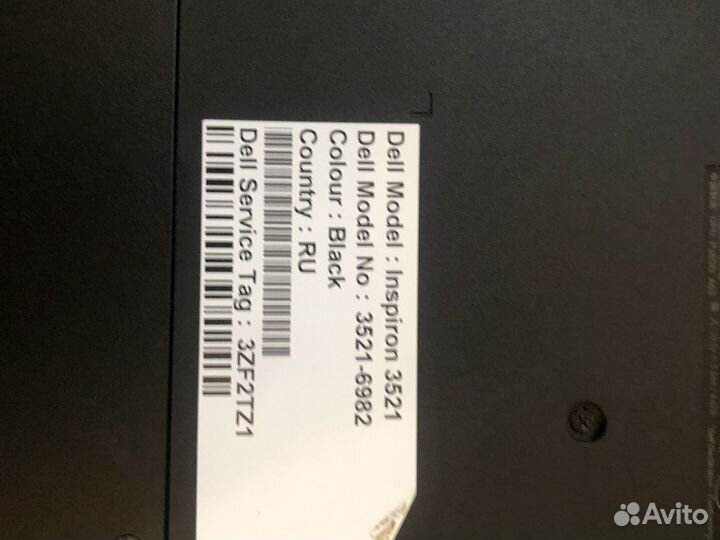 Dell Model : Inspiron 3521
Dell Model No : 3521-6982
Colour : Black
Country : RU
Dell Service Tag : 3ZF2TZ1
Avito